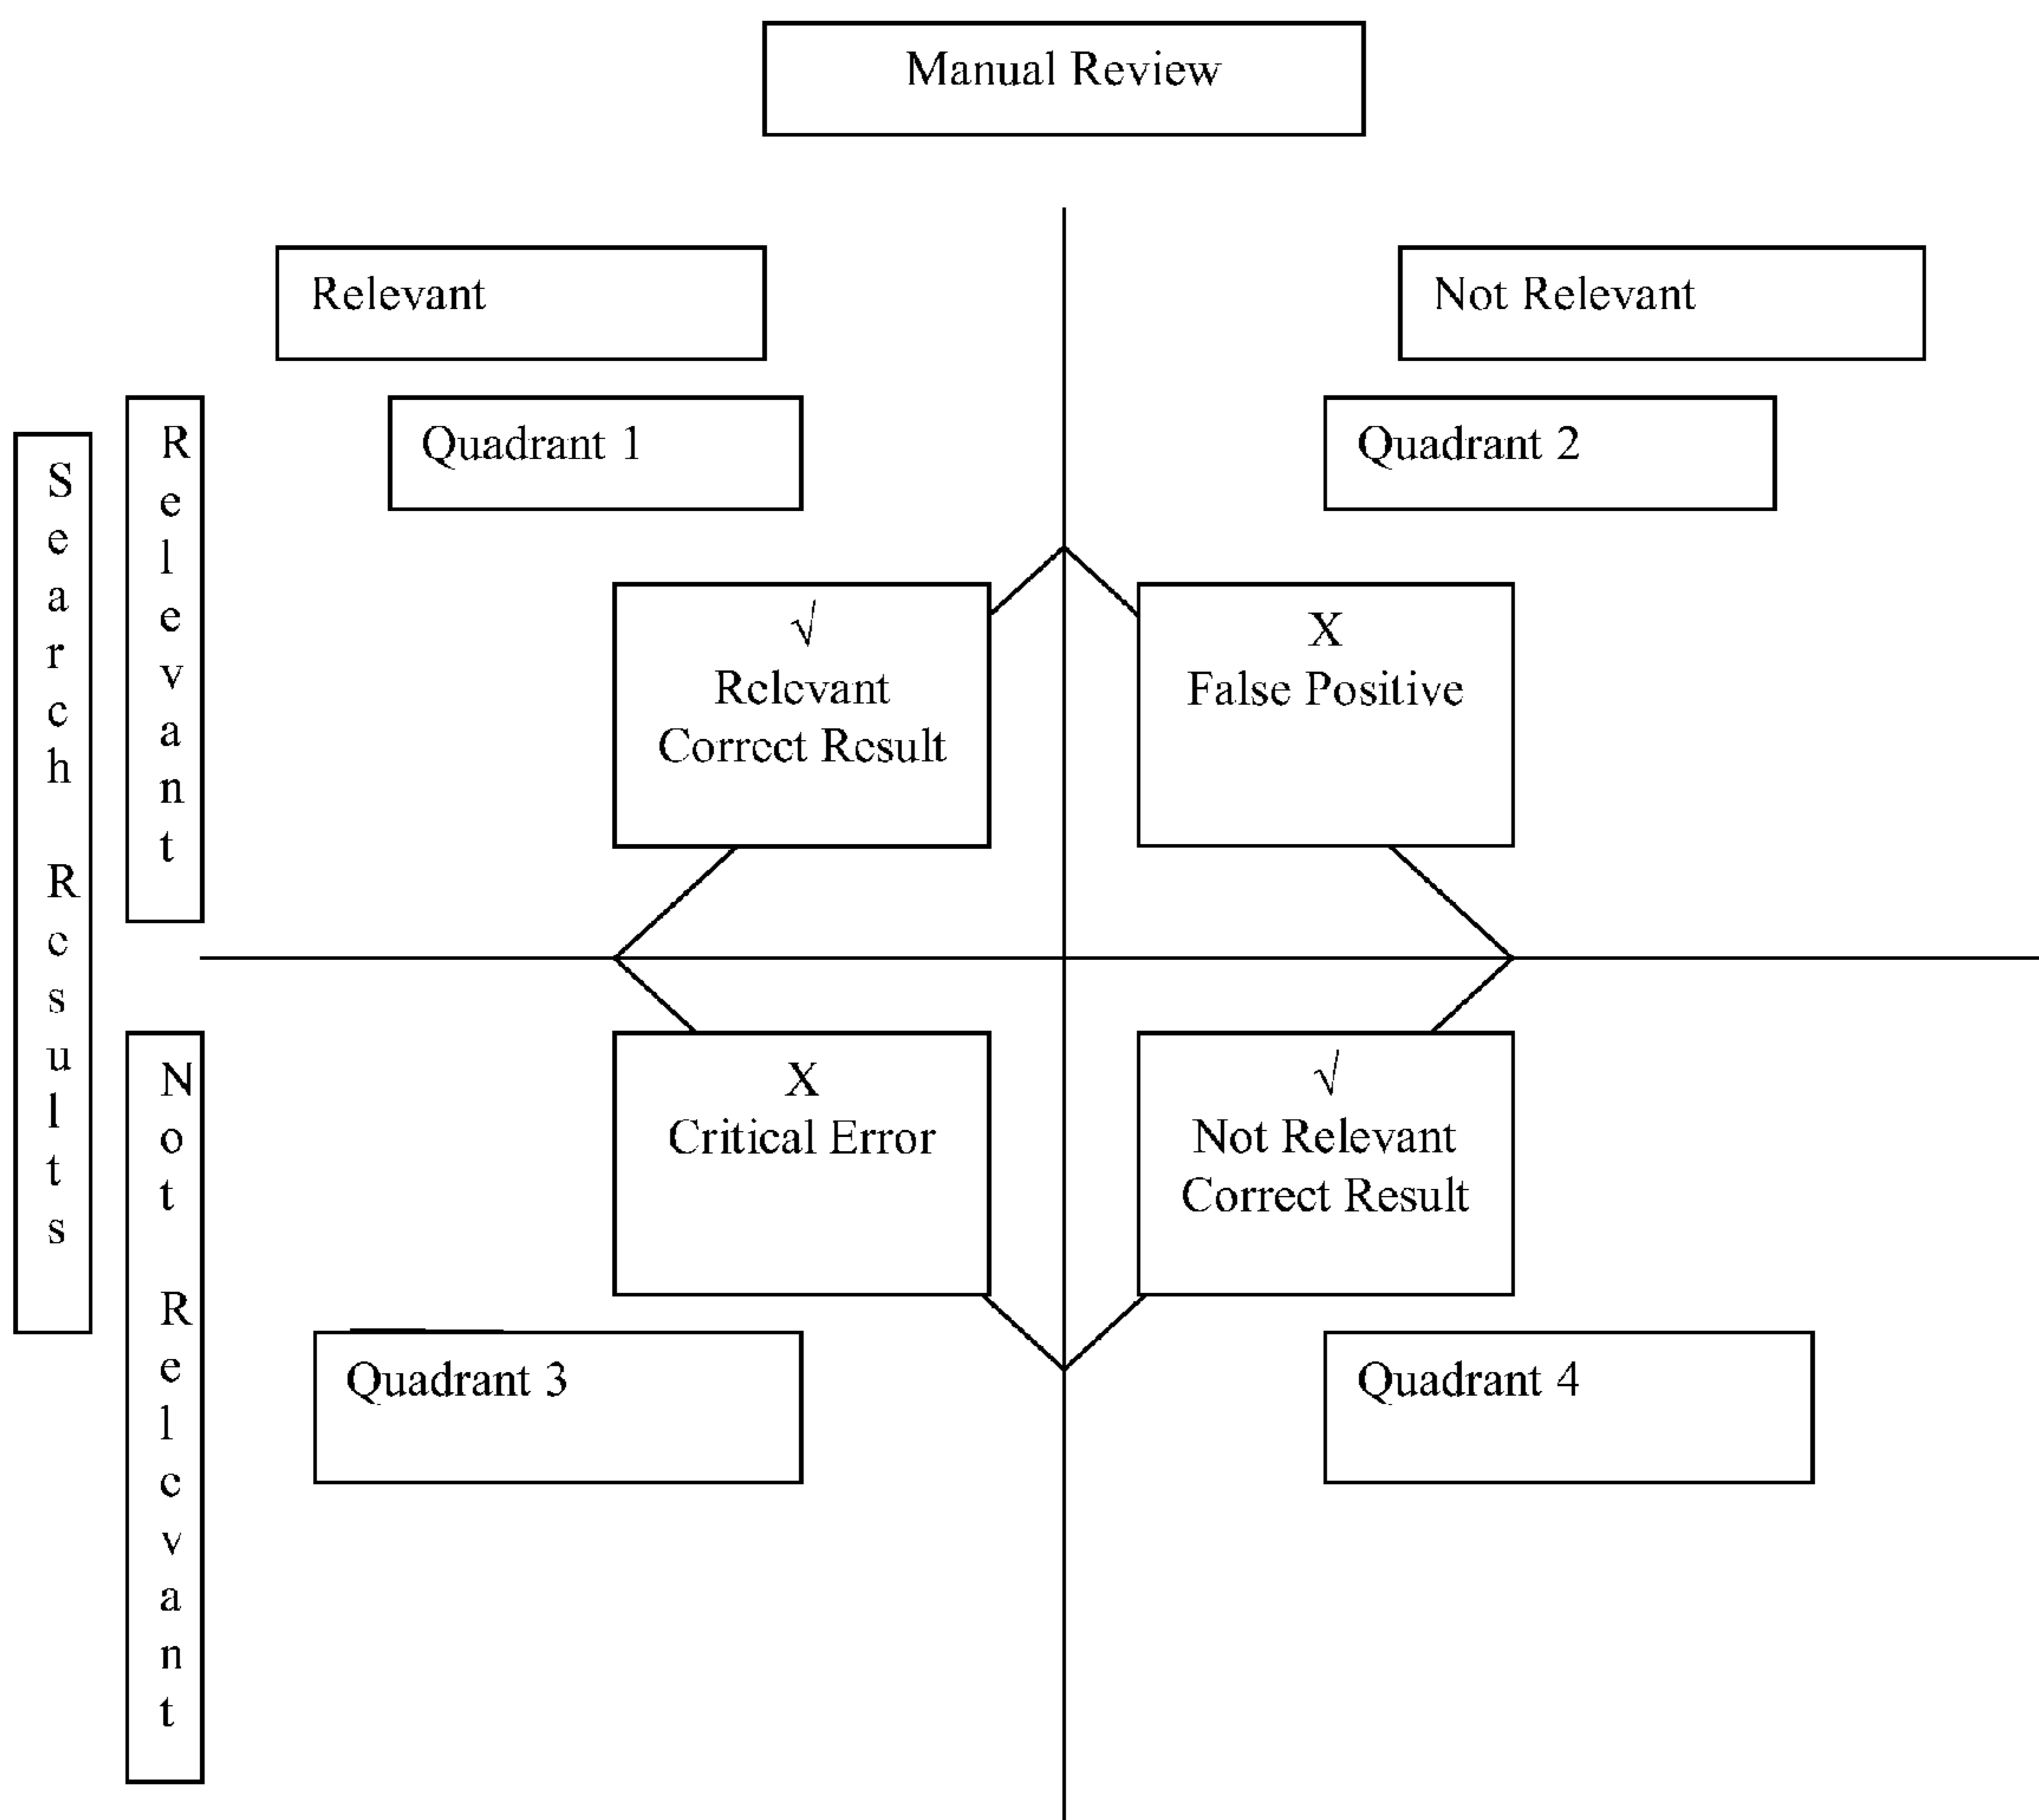 Manual Review
Relevant
Not Relevant
Quadrant 1
Quadrant 2
Search Results
Relevant
√
Relevant
Correct Result
X
False Positive
Not Relevant
X
Critical Error
√
Not Relevant
Correct Result
Quadrant 3
Quadrant 4